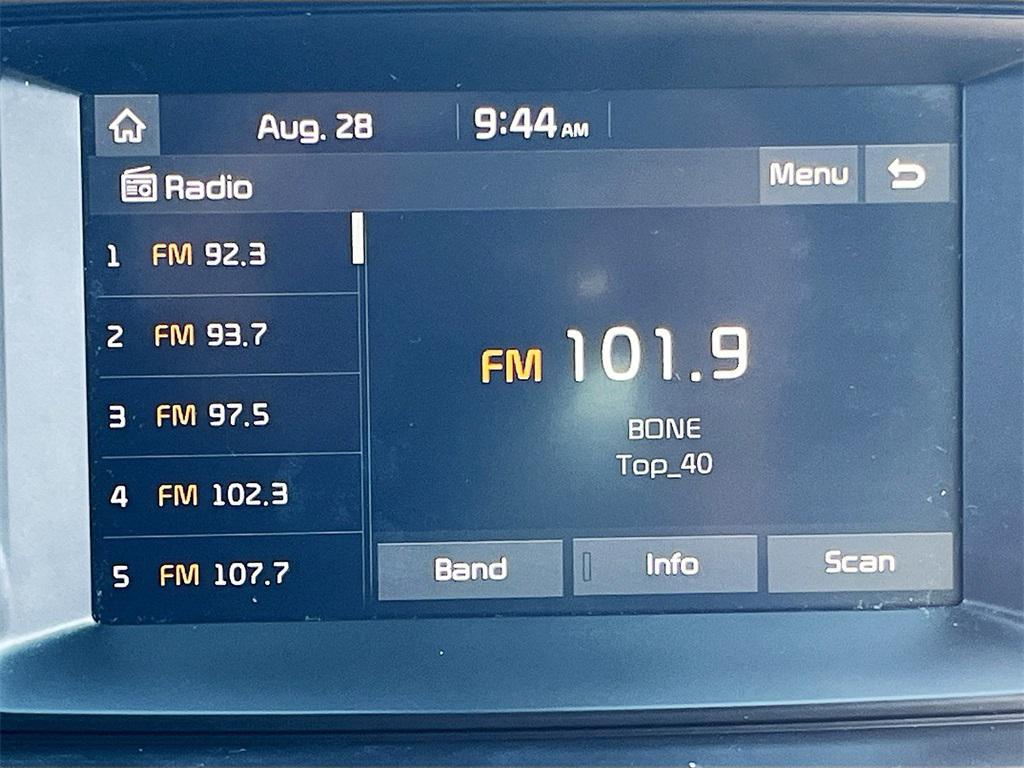 Aug. 28
9:44 AM
Radio
Menu
1 FM 92.3
2 FM 93.7
3 FM 97.5
4 FM 102.3
5 FM 107.7
FM 101.9
BONE
Top_40
Band
Info
Scan